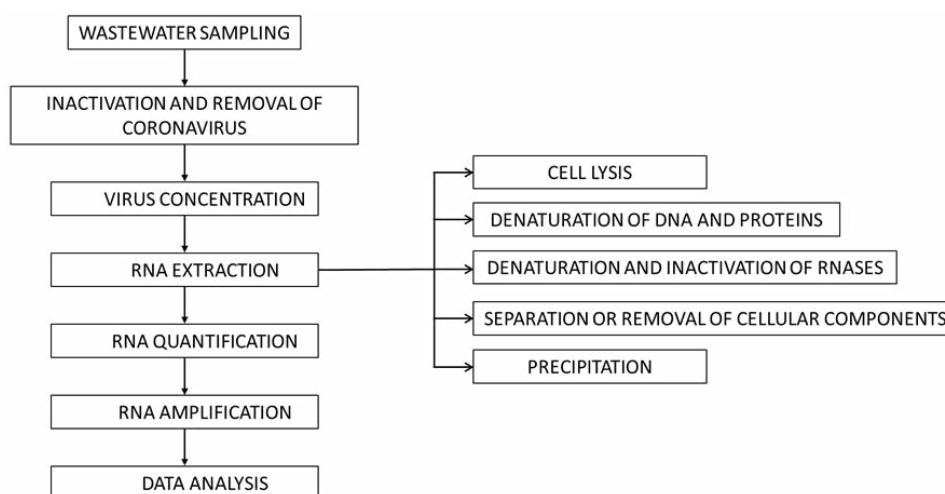 WASTEWATER SAMPLING
INACTIVATION AND REMOVAL OF
CORONAVIRUS
VIRUS CONCENTRATION
RNA EXTRACTION
RNA QUANTIFICATION
RNA AMPLIFICATION
DATA ANALYSIS
CELL LYSIS
DENATURATION OF DNA AND PROTEINS
DENATURATION AND INACTIVATION OF RNASES
SEPARATION OR REMOVAL OF CELLULAR COMPONENTS
PRECIPITATION